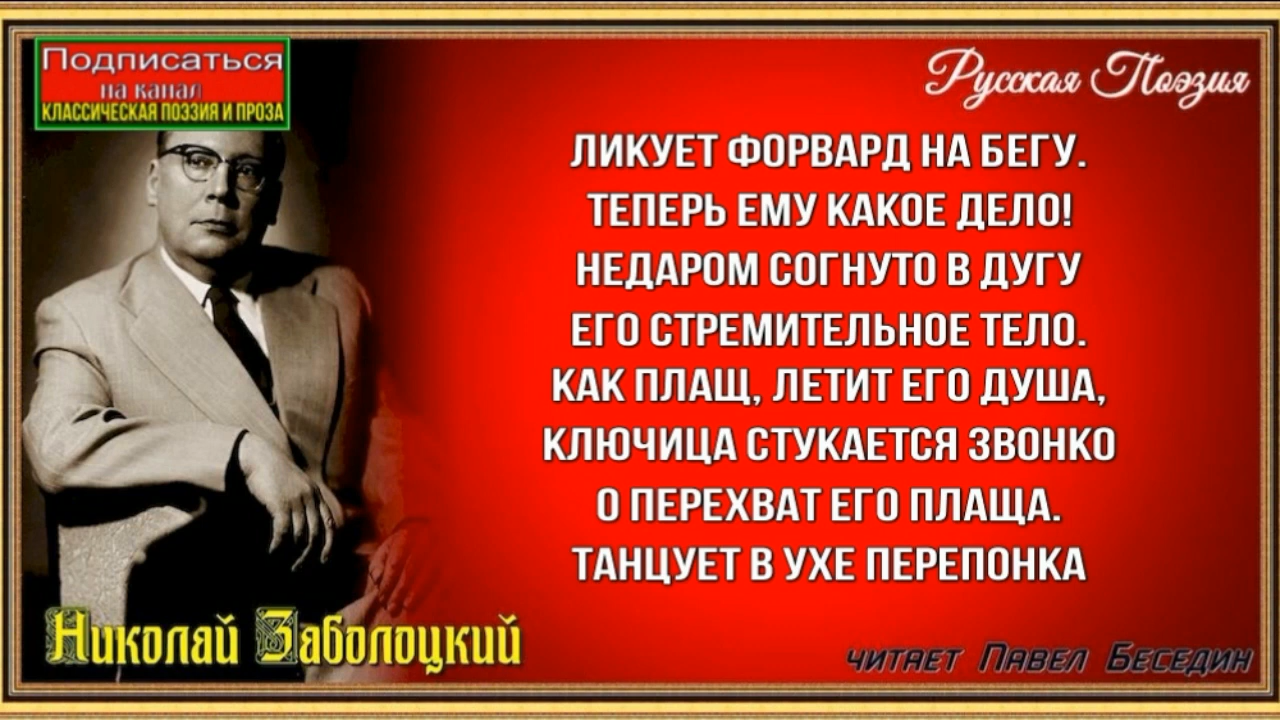 Подписаться
на канал
КЛАССИЧЕСКАЯ ПОЭЗИЯ И ПРОЗА
Русская Поэзия
ЛИКУЕТ ФОРВАРД НА БЕГУ.
ТЕПЕРЬ ЕМУ КАКОЕ ДЕЛО!
НЕДАРОМ СОГНУТО В ДУГУ
ЕГО СТРЕМИТЕЛЬНОЕ ТЕЛО.
КАК ПЛАЩ, ЛЕТИТ ЕГО ДУША,
КЛЮЧИЦА СТУКАЕТСЯ ЗВОНКО
О ПЕРЕХВАТ ЕГО ПЛАЩА.
ТАНЦУЕТ В УХЕ ПЕРЕПОНКА
Николай Заболоцкий
читает Павел Беседин